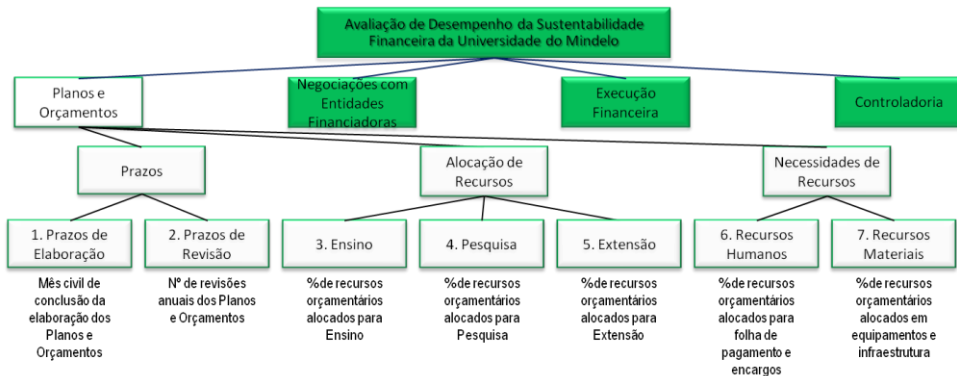 Avaliação de Desempenho da Sustentabilidade
Financeira da Universidade do Mindelo
Planos e
Orçamentos
Negociações com
Entidades
Financiadoras
Execução
Financeira
Controladoria
Prazos
Alocação de
Recursos
Necessidades de
Recursos
1. Prazos de
Elaboração
2. Prazos de
Revisão
3. Ensino
4. Pesquisa
5. Extensão
6. Recursos
Humanos
7. Recursos
Materiais
Mês civil de
conclusão da
elaboração dos
Planos e
Orçamentos
Nº de revisões
anuais dos Planos
e Orçamentos
%de recursos
orçamentários
alocados para
Ensino
%de recursos
orçamentários
alocados para
Pesquisa
%de recursos
orçamentários
alocados para
Extensão
%de recursos
orçamentários
alocados para
folha de
pagamento e
encargos
%de recursos
orçamentários
alocados em
equipamentos e
infraestrutura